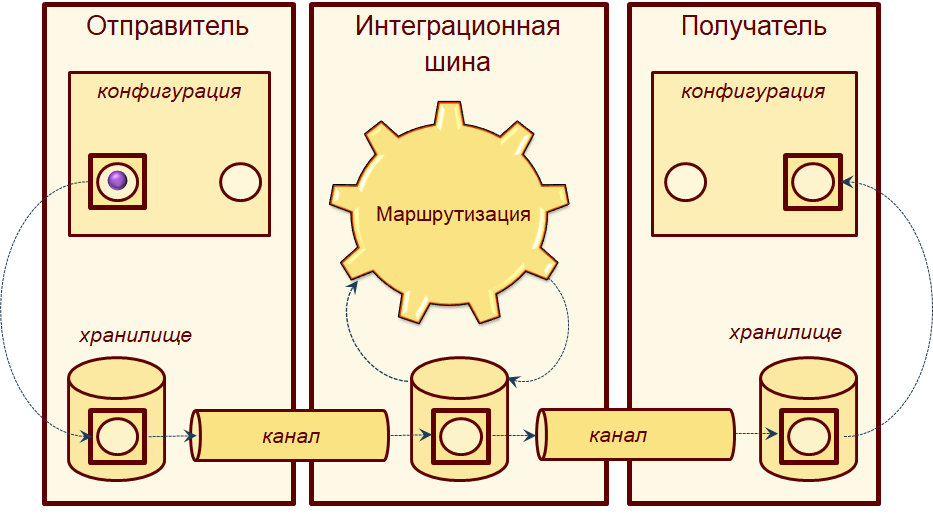 Отправитель
Интеграционная
шина
Получатель
конфигурация
конфигурация
Маршрутизация
хранилище
хранилище
канал
канал